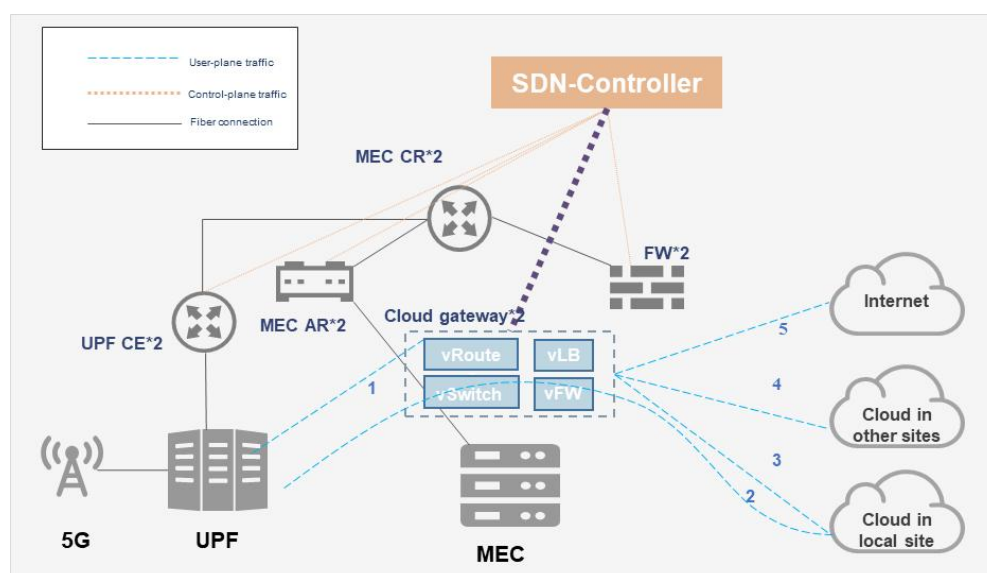 User-plane traffic
Control-plane traffic
Fiber connection
SDN-Controller
MEC CR*2
FW*2
MEC AR*2
UPF CE*2
Cloud gateway*2
vRoute
vLB
vSwitch
vFW
Internet
Cloud in
other sites
Cloud in
local site
1
5
4
3
2
5G
UPF
MEC